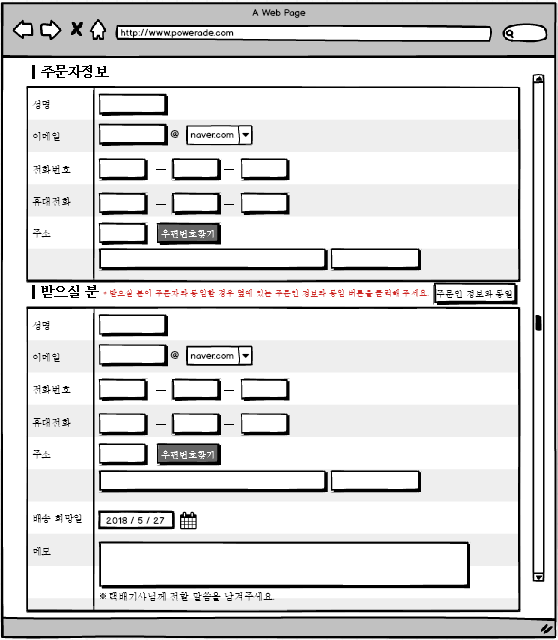 A Web Page
http://www.powerade.com
주문자정보
성명
이메일 @ naver.com
전화번호 — —
휴대전화 — —
주소 우편번호찾기
받으실 분 * 받으실 분이 주문자와 동일할 경우 옆에 있는 주문인 정보와 동일 버튼을 클릭해 주세요. 주문인 정보와 동일
성명
이메일 @ naver.com
전화번호 — —
휴대전화 — —
주소 우편번호찾기
배송 희망일 2018 / 5 / 27
메모
※택배기사님께 전할 말씀을 남겨주세요.